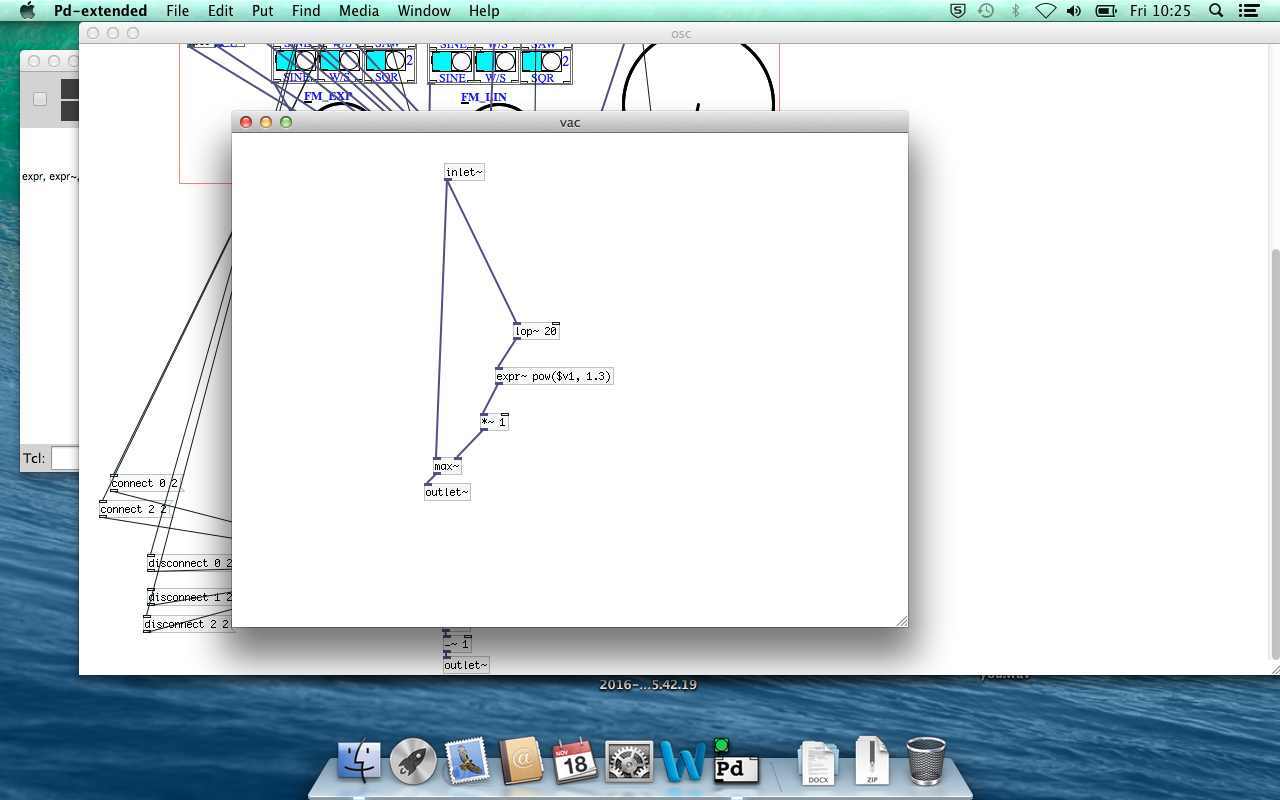 Pd-extended File Edit Put Find Media Window Help Fri 10:25
osc
SINE W/S SAW SINE W/S SAW
2 2
SINE W/S SQR SINE W/S SQR
FM_EXP FM_LIN
vac
inlet~
expr, expr~,
lop~ 20
expr~ pow($v1, 1.3)
*~ 1
Tcl:
max~
connect 0 2
outlet~
connect 2 2
disconnect 0 2
disconnect 1 2
disconnect 2 2
-~ 1
outlet~
you.wav
2016-...5.42.19
NOV
18
Pd
DOCX
ZIP